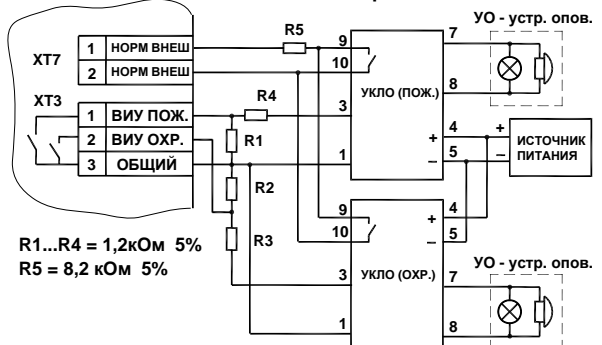 УО - устр. опов.
R5
9
7
XT7
1 НОРМ ВНЕШ
2 НОРМ ВНЕШ
10
УКЛО (ПОЖ.)
8
R4
XT3
1 ВИУ ПОЖ.
2 ВИУ ОХР.
3 ОБЩИЙ
R1
3
1
+ 4
– 5
+
–
ИСТОЧНИК
ПИТАНИЯ
R2
R3
9
10
+ 4
– 5
R1...R4 = 1,2кОм 5%
R5 = 8,2 кОм 5%
3
УКЛО (ОХР.)
7
УО - устр. опов.
1
8